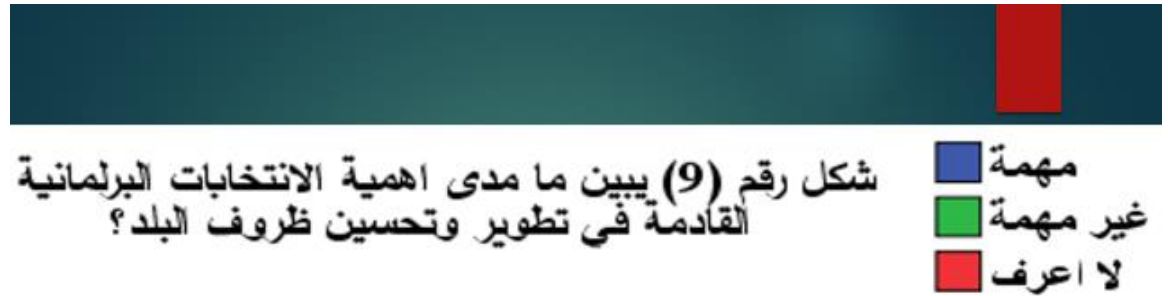 شكل رقم (9) يبين ما مدى اهمية الانتخابات البرلمانية
القادمة في تطوير وتحسين ظروف البلد؟
مهمة
غير مهمة
لا اعرف